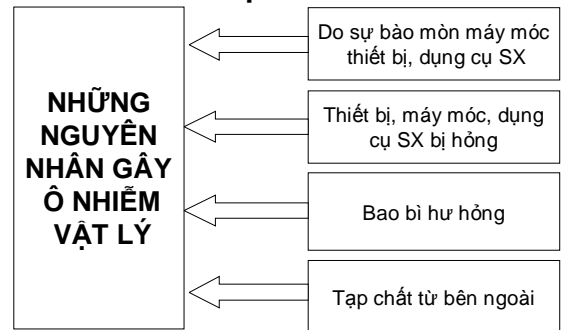 NHỮNG
NGUYÊN
NHÂN GÂY
Ô NHIỄM
VẬT LÝ
Do sự bào mòn máy móc
thiết bị, dụng cụ SX
Thiết bị, máy móc, dụng
cụ SX bị hỏng
Bao bì hư hỏng
Tạp chất từ bên ngoài